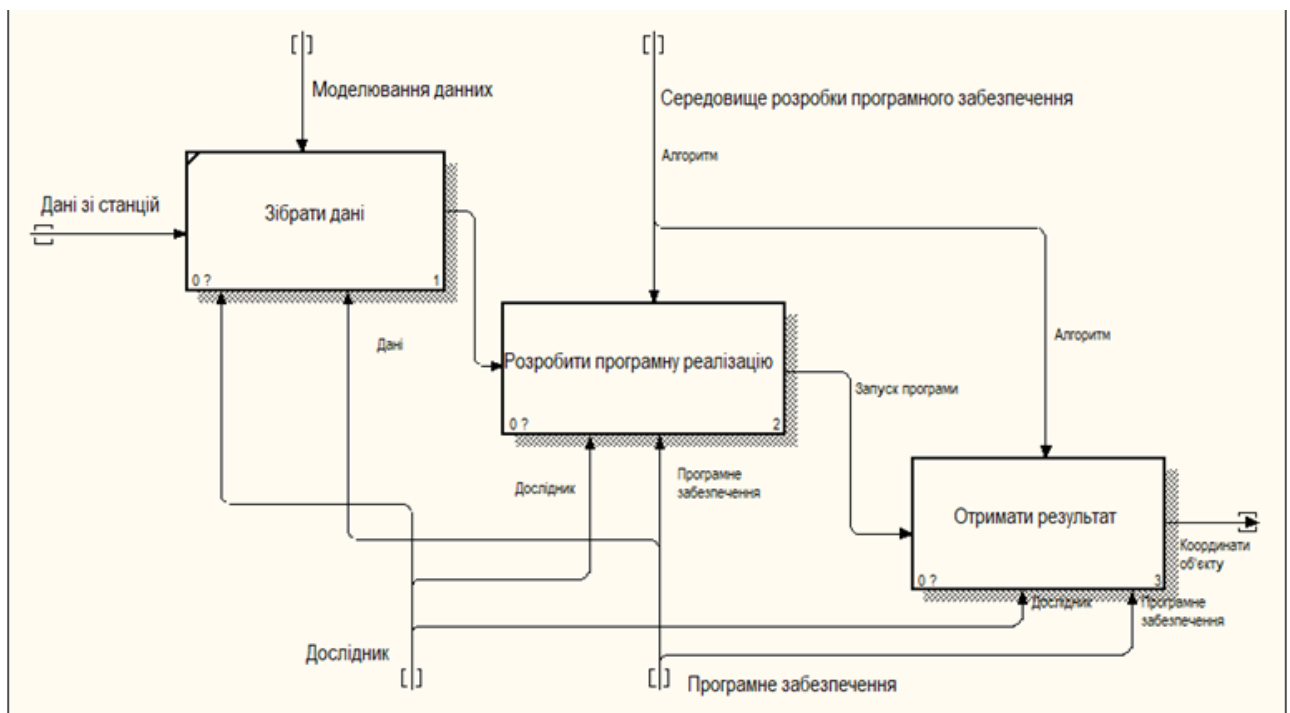 Моделювання данних
Середовище розробки програмного забезпечення
Алгоритм
Дані зі станцій
Зібрати дані
0 ?
1
Дані
Алгоритм
Розробити програмну реалізацію
0 ?
2
Запуск програми
Дослідник
Програмне
забезпечення
Отримати результат
0 ?
3
Координати
об'єкту
Дослідник
Програмне
забезпечення
Дослідник
Програмне забезпечення